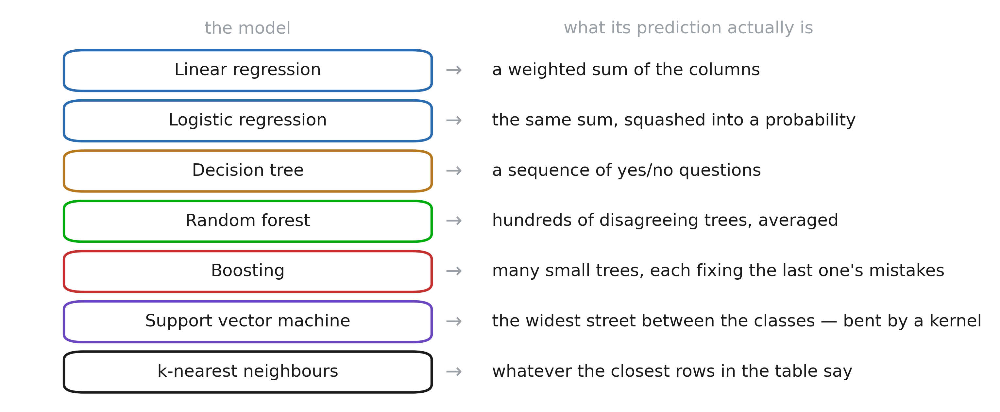 the model
what its prediction actually is
Linear regression → a weighted sum of the columns
Logistic regression → the same sum, squashed into a probability
Decision tree → a sequence of yes/no questions
Random forest → hundreds of disagreeing trees, averaged
Boosting → many small trees, each fixing the last one's mistakes
Support vector machine → the widest street between the classes — bent by a kernel
k-nearest neighbours → whatever the closest rows in the table say